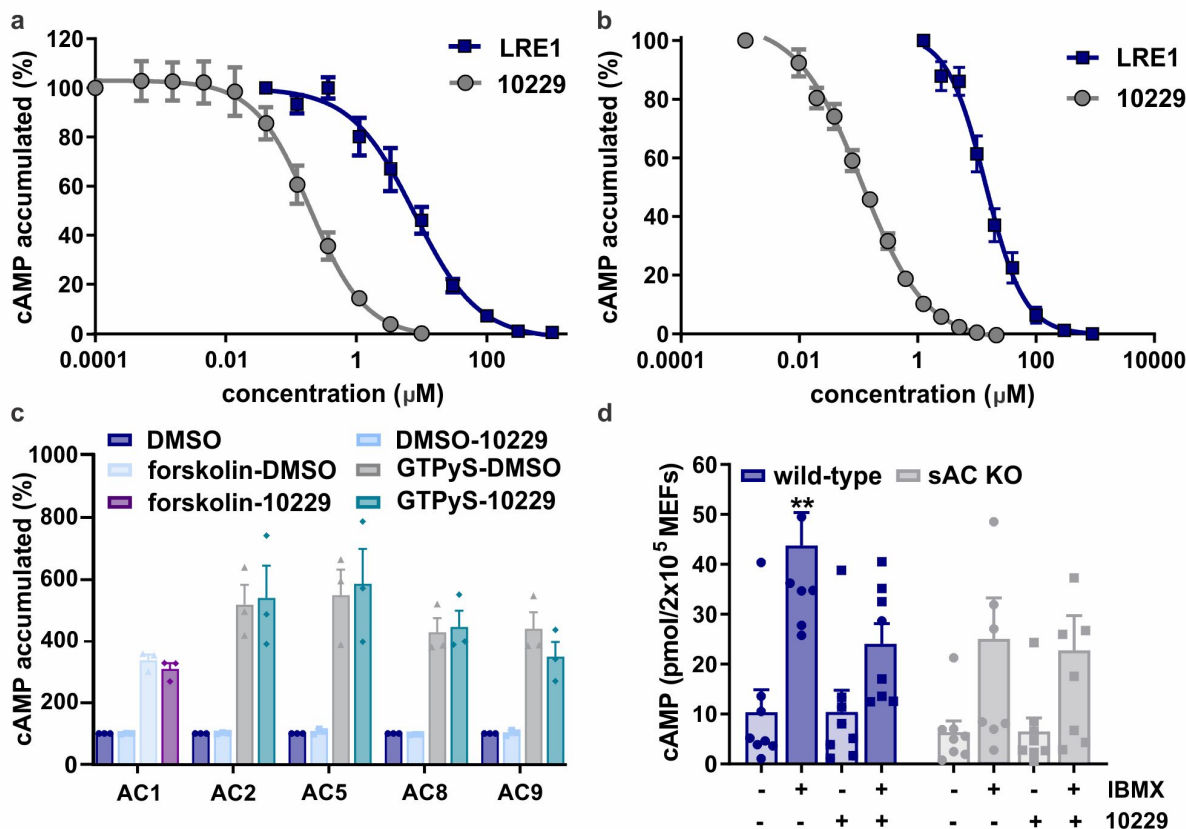 a
120
100
80
60
40
20
0
cAMP accumulated (%)
LRE1
10229
0.0001 0.01 1 100
concentration (µM)
b
100
80
60
40
20
0
cAMP accumulated (%)
LRE1
10229
0.0001 0.01 1 100 10000
concentration (µM)
c
DMSO DMSO-10229
forskolin-DMSO GTPyS-DMSO
forskolin-10229 GTPyS-10229
1000
800
600
400
200
0
cAMP accumulated (%)
AC1 AC2 AC5 AC8 AC9
d
wild-type sAC KO
**
60
50
40
30
20
10
0
cAMP (pmol/2x10⁵ MEFs)
- + - + - + - + IBMX
- - + + - - + + 10229